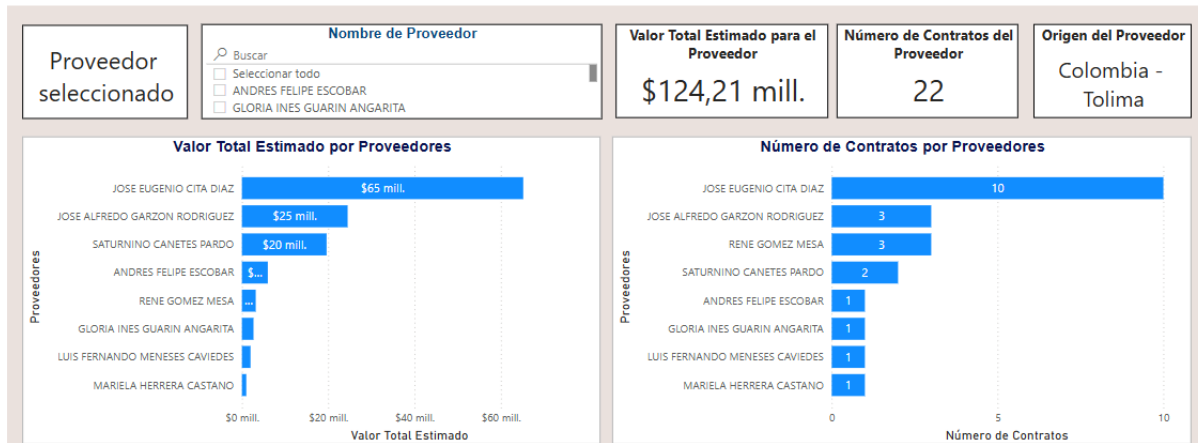 Proveedor
seleccionado
Nombre de Proveedor
Buscar
Seleccionar todo
ANDRES FELIPE ESCOBAR
GLORIA INES GUARIN ANGARITA
Valor Total Estimado para el
Proveedor
$124,21 mill.
Número de Contratos del
Proveedor
22
Origen del Proveedor
Colombia -
Tolima
Valor Total Estimado por Proveedores
Proveedores
JOSE EUGENIO CITA DIAZ
$65 mill.
JOSE ALFREDO GARZON RODRIGUEZ
$25 mill.
SATURNINO CANETES PARDO
$20 mill.
ANDRES FELIPE ESCOBAR
$...
RENE GOMEZ MESA
...
GLORIA INES GUARIN ANGARITA
LUIS FERNANDO MENESES CAVIEDES
MARIELA HERRERA CASTANO
$0 mill. $20 mill. $40 mill. $60 mill.
Valor Total Estimado
Número de Contratos por Proveedores
Proveedores
JOSE EUGENIO CITA DIAZ
10
JOSE ALFREDO GARZON RODRIGUEZ
3
RENE GOMEZ MESA
3
SATURNINO CANETES PARDO
2
ANDRES FELIPE ESCOBAR
1
GLORIA INES GUARIN ANGARITA
1
LUIS FERNANDO MENESES CAVIEDES
1
MARIELA HERRERA CASTANO
1
0 5 10
Número de Contratos